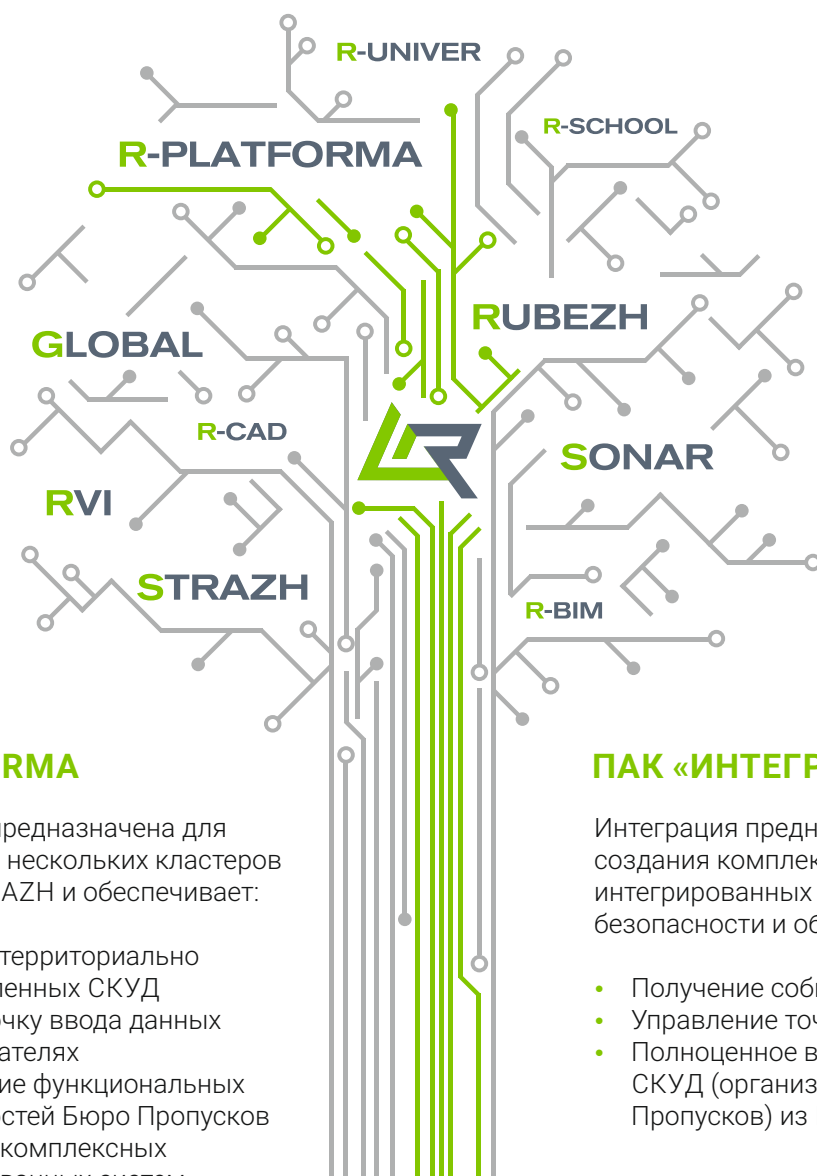 R-UNIVER
R-SCHOOL
R-PLATFORMA
RUBEZH
GLOBAL
R-CAD
SONAR
RVI
STRAZH
R-BIM
RMA
предназначена для
нескольких кластеров
AZH и обеспечивает:
территориально
ленных СКУД
очку ввода данных
ателях
ие функциональных
остей Бюро Пропусков
комплексных
ПАК «ИНТЕГР
Интеграция предн
создания комплек
интегрированных
безопасности и об
• Получение собы
• Управление точ
• Полноценное в
СКУД (организ
Пропусков) из